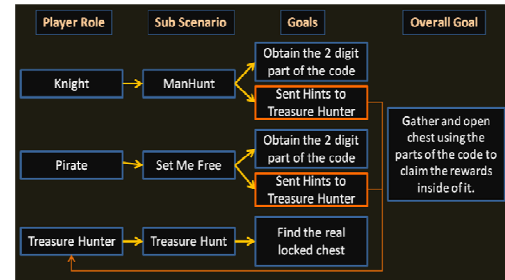 Player Role
Sub Scenario
Goals
Overall Goal
Knight
ManHunt
Obtain the 2 digit
part of the code
Sent Hints to
Treasure Hunter
Pirate
Set Me Free
Obtain the 2 digit
part of the code
Sent Hints to
Treasure Hunter
Treasure Hunter
Treasure Hunt
Find the real
locked chest
Gather and open
chest using the
parts of the code to
claim the rewards
inside of it.